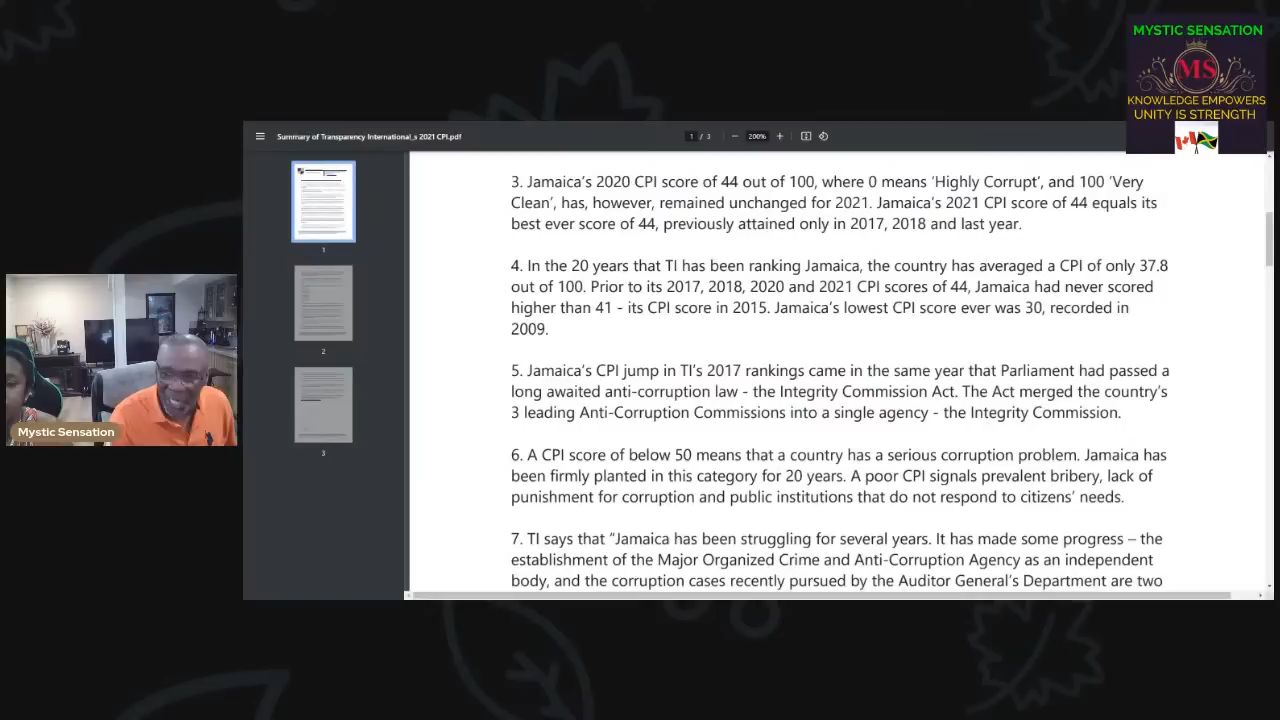 MYSTIC SENSATION
MS
KNOWLEDGE EMPOWERS
UNITY IS STRENGTH
Summary of Transparency International_s 2021 CPI.pdf
1 / 3
200%
3. Jamaica's 2020 CPI score of 44 out of 100, where 0 means 'Highly Corrupt', and 100 'Very
Clean', has, however, remained unchanged for 2021. Jamaica's 2021 CPI score of 44 equals its
best ever score of 44, previously attained only in 2017, 2018 and last year.
4. In the 20 years that TI has been ranking Jamaica, the country has averaged a CPI of only 37.8
out of 100. Prior to its 2017, 2018, 2020 and 2021 CPI scores of 44, Jamaica had never scored
higher than 41 - its CPI score in 2015. Jamaica's lowest CPI score ever was 30, recorded in
2009.
5. Jamaica's CPI jump in TI's 2017 rankings came in the same year that Parliament had passed a
long awaited anti-corruption law - the Integrity Commission Act. The Act merged the country's
3 leading Anti-Corruption Commissions into a single agency - the Integrity Commission.
6. A CPI score of below 50 means that a country has a serious corruption problem. Jamaica has
been firmly planted in this category for 20 years. A poor CPI signals prevalent bribery, lack of
punishment for corruption and public institutions that do not respond to citizens' needs.
7. TI says that “Jamaica has been struggling for several years. It has made some progress – the
establishment of the Major Organized Crime and Anti-Corruption Agency as an independent
body, and the corruption cases recently pursued by the Auditor General's Department are two
1
2
3
Mystic Sensation